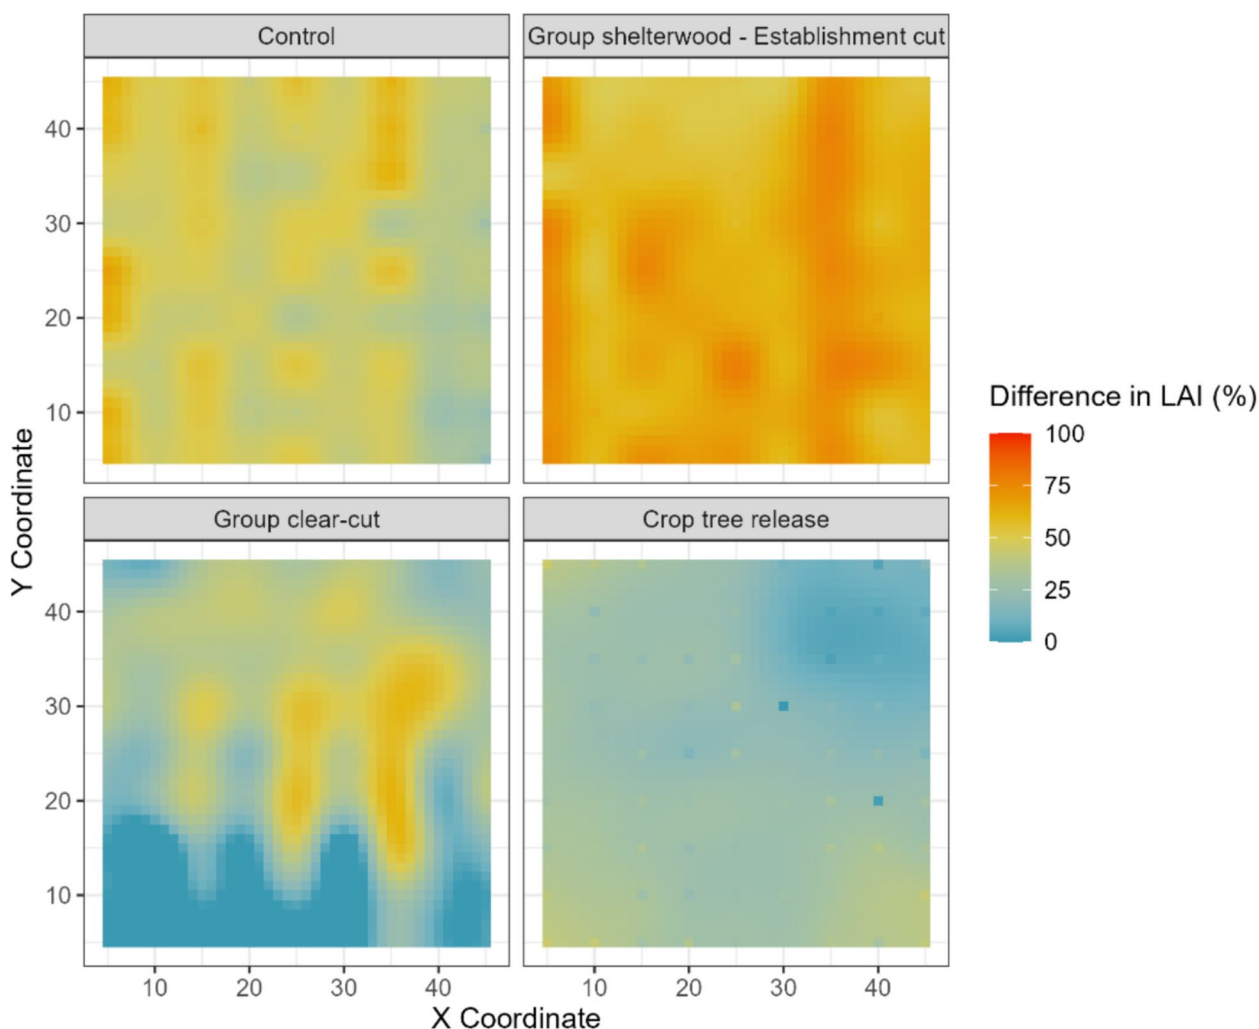 Control
Group shelterwood - Establishment cut
40
30
20
10
Group clear-cut
Crop tree release
40
30
20
10
10 20 30 40
10 20 30 40
X Coordinate
Y Coordinate
Difference in LAI (%)
100
75
50
25
0